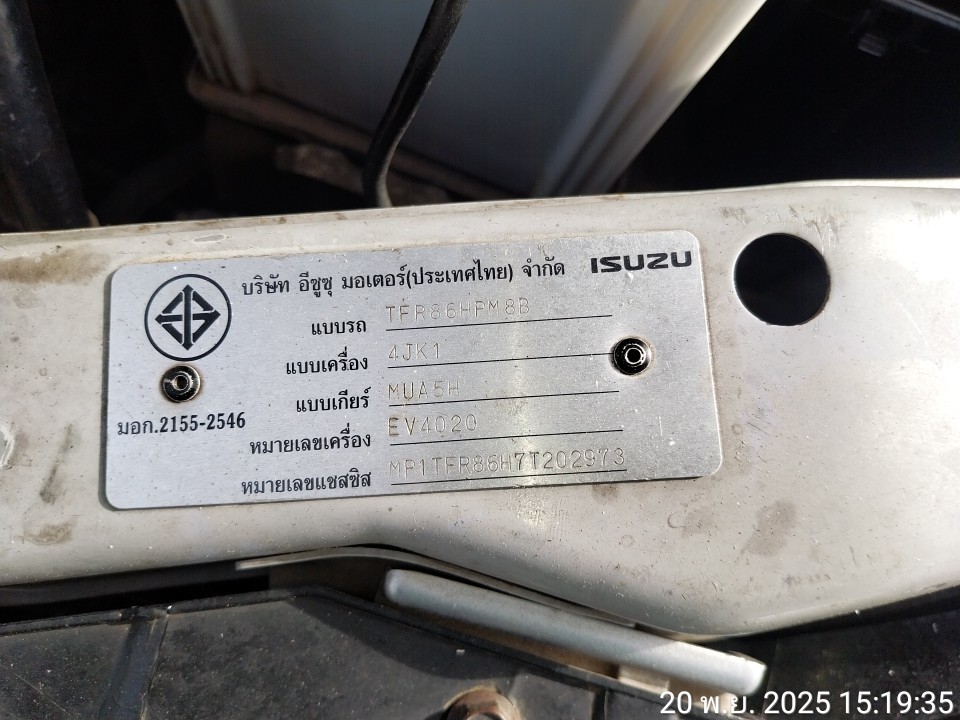 บริษัท อีซูซุ มอเตอร์(ประเทศไทย) จำกัด ISUZU
แบบรถ TFR86HPM8B
แบบเครื่อง 4JK1
แบบเกียร์ MUA5H
มอก.2155-2546
หมายเลขเครื่อง EV4020
หมายเลขแชสซิส MP1TFR86H7T202973
20 พ.ย. 2025 15:19:35